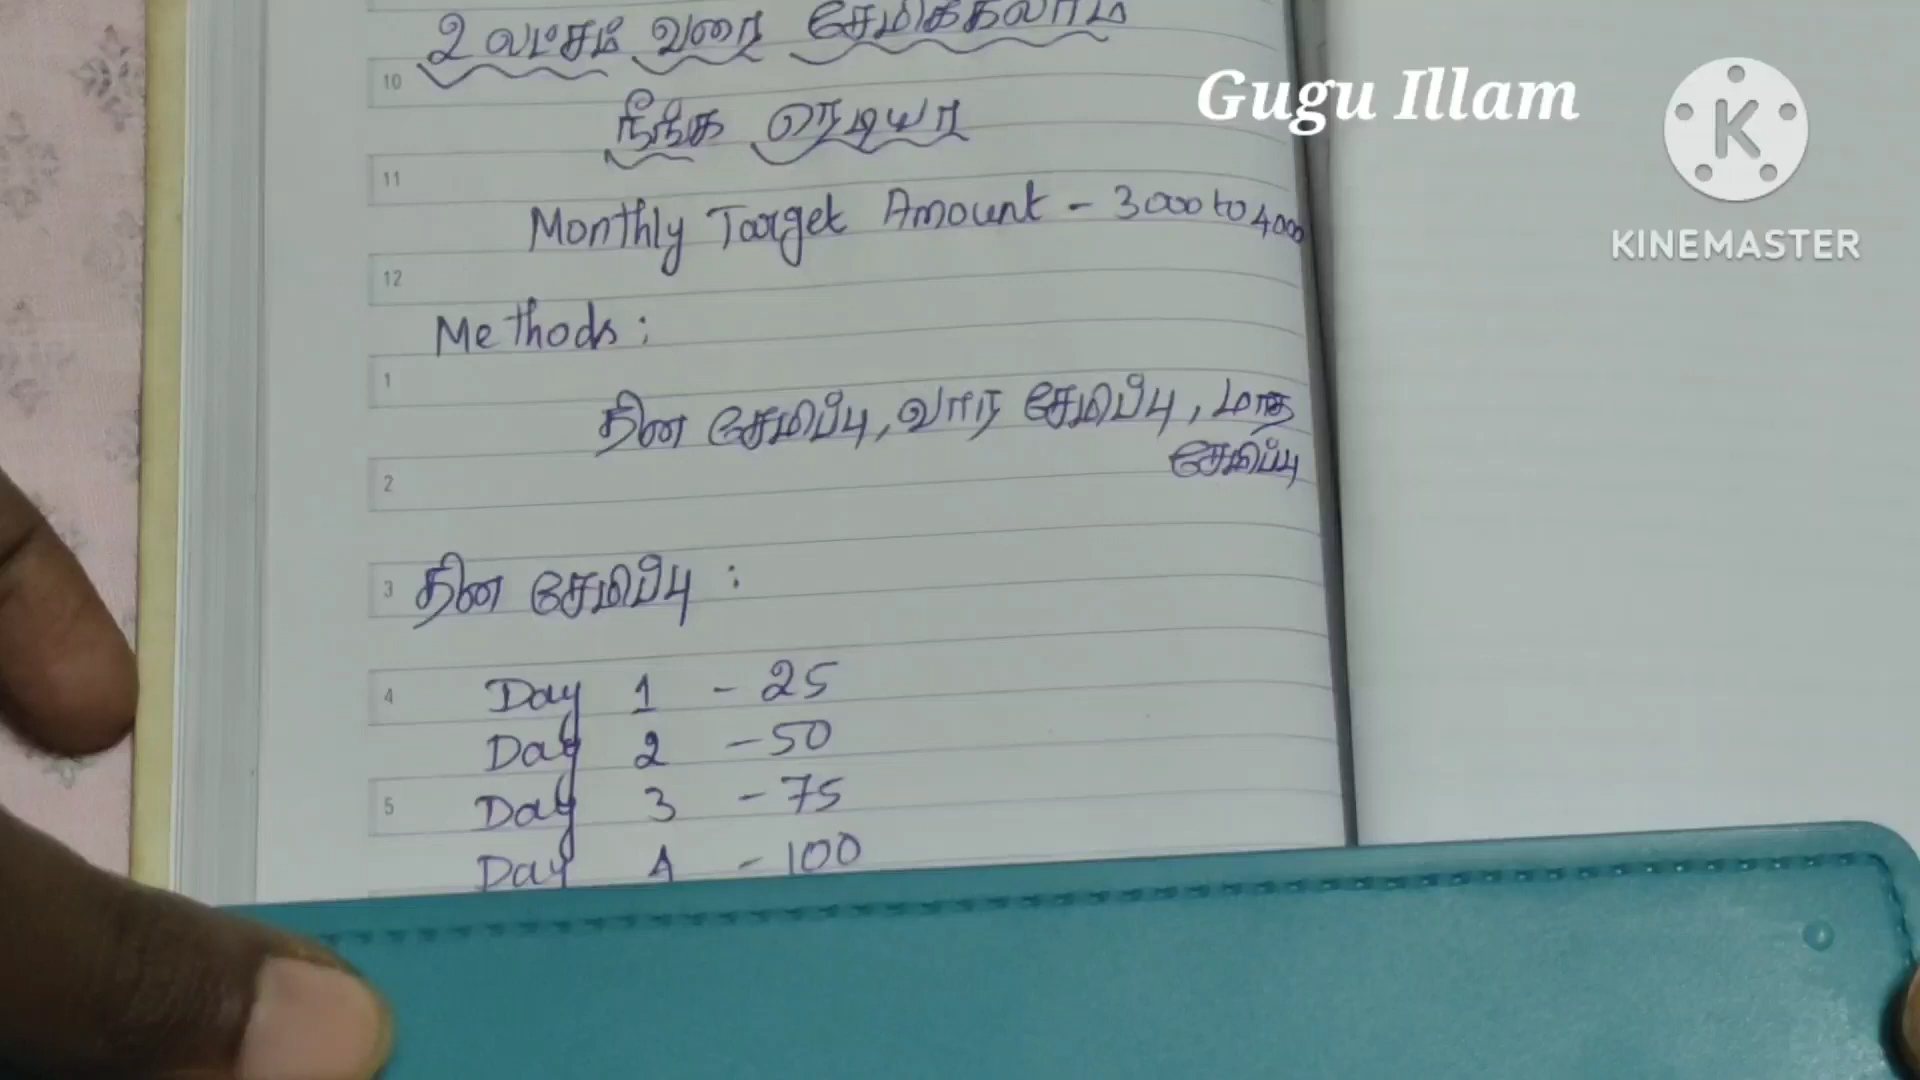 2 லட்சம் வரை சேமிக்கலாம்
10
நீங்க ரெடியா
11
Monthly Target Amount - 3000 to 4000
12
Methods :
1
தின சேமிப்பு, வார சேமிப்பு, மாத
சேமிப்பு
2
3 தின சேமிப்பு :
4 Day 1 - 25
Day 2 - 50
5 Day 3 - 75
Day 4 - 100
Gugu Illam
K
KINEMASTER